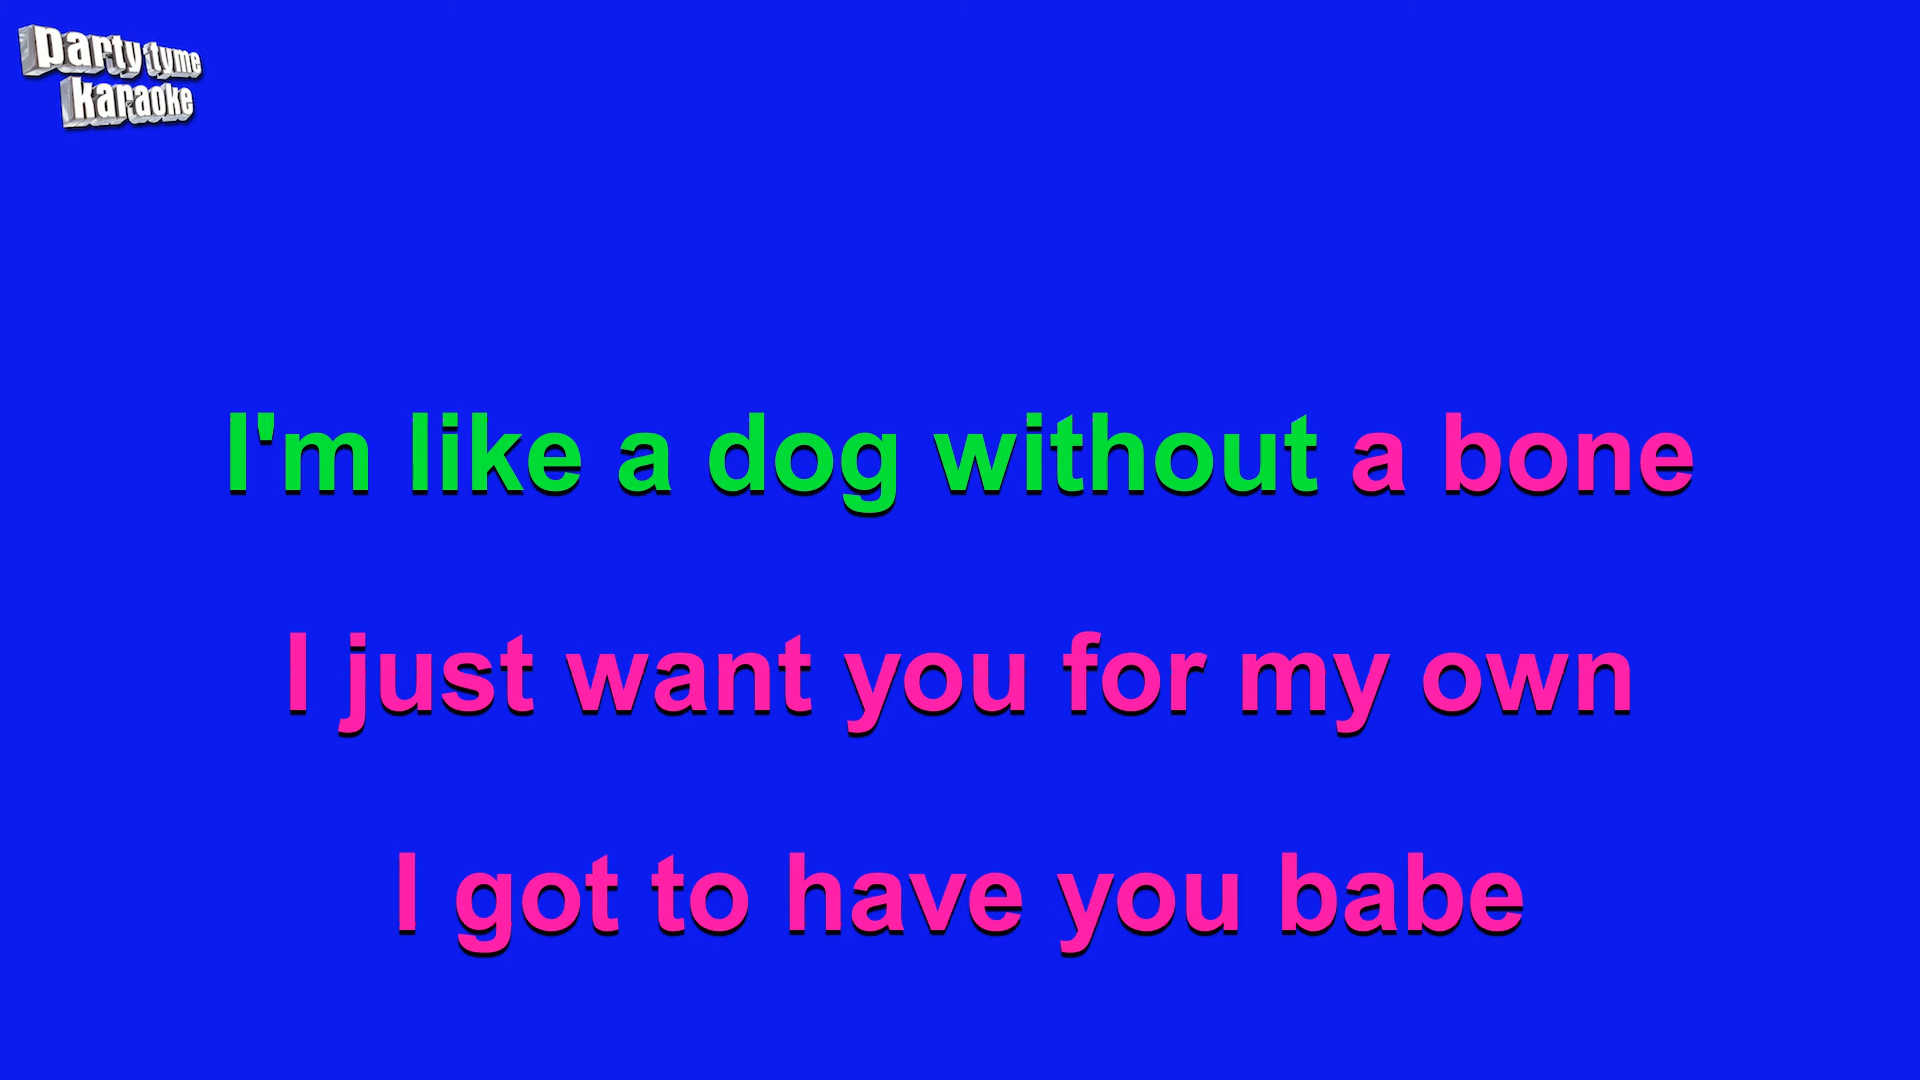 party tyme
karaoke
I'm like a dog without a bone
I just want you for my own
I got to have you babe